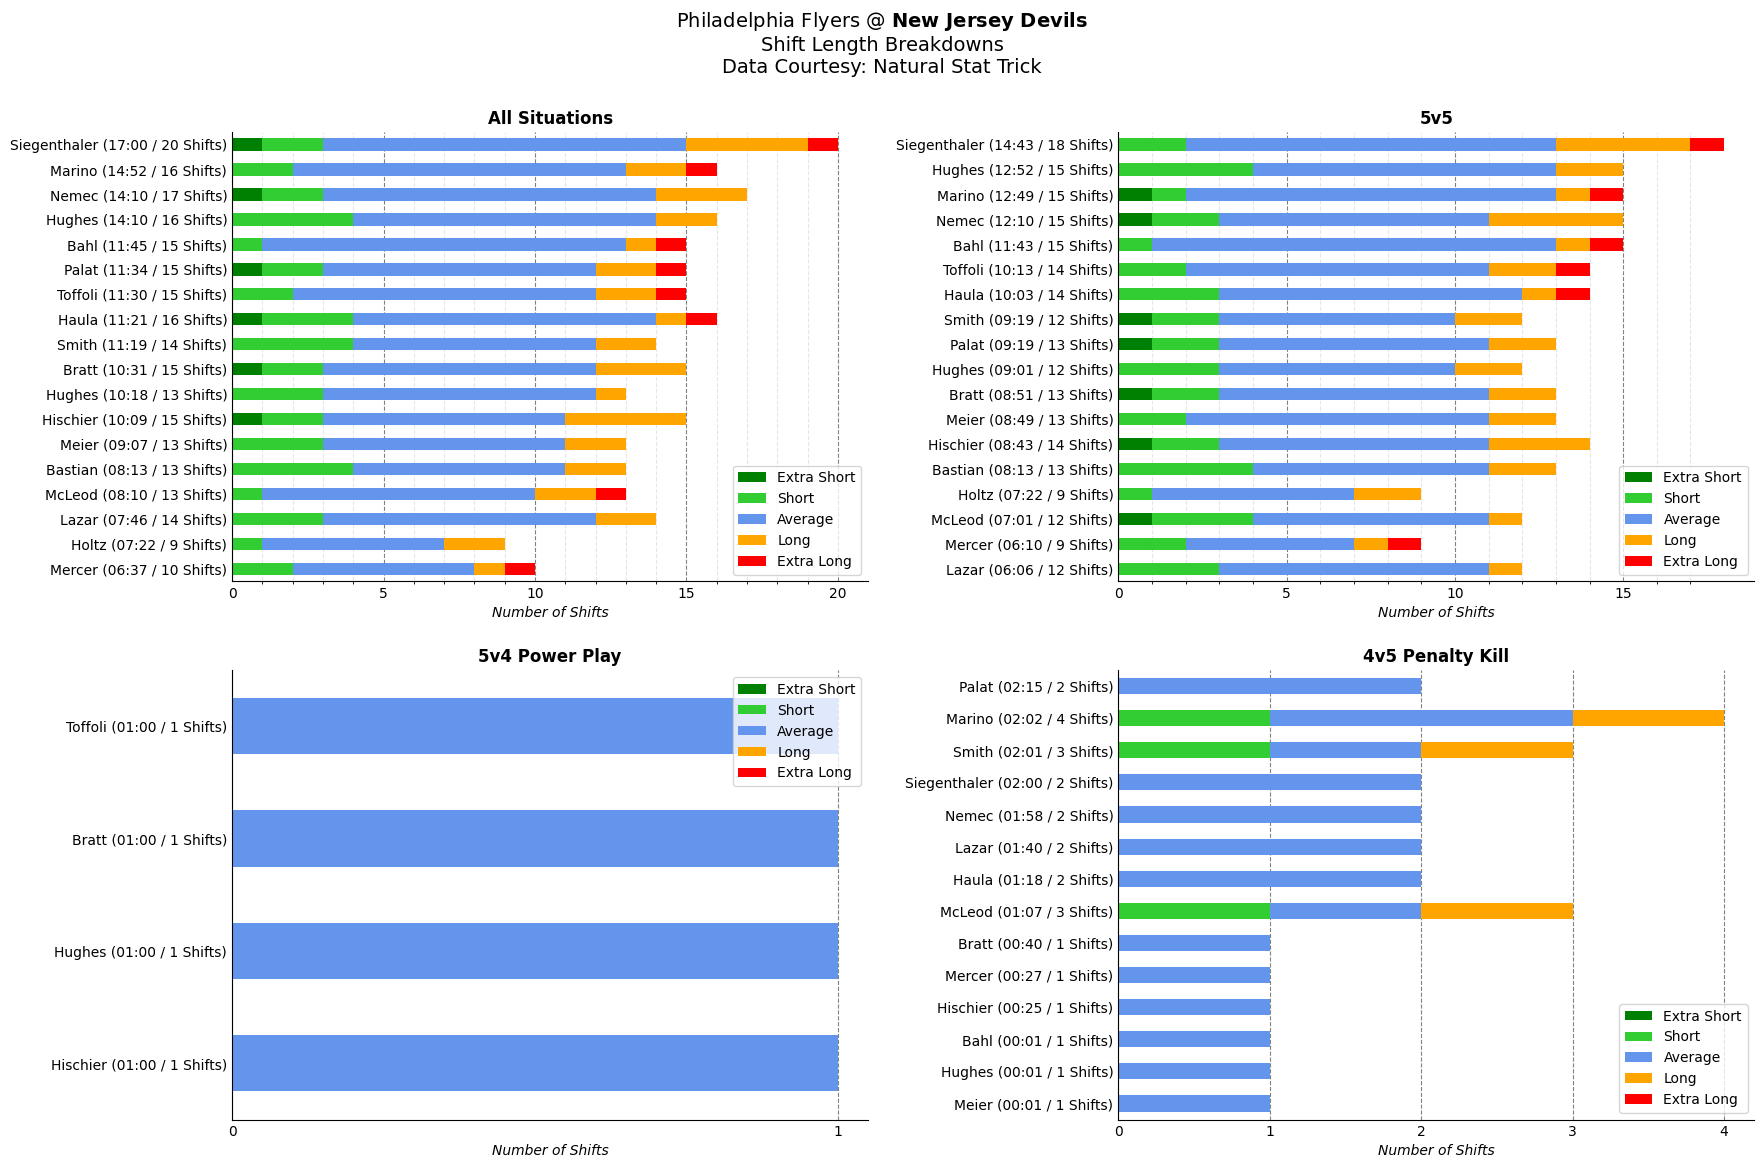 Philadelphia Flyers @ New Jersey Devils
Shift Length Breakdowns
Data Courtesy: Natural Stat Trick
All Situations
Siegenthaler (17:00 / 20 Shifts)
Marino (14:52 / 16 Shifts)
Nemec (14:10 / 17 Shifts)
Hughes (14:10 / 16 Shifts)
Bahl (11:45 / 15 Shifts)
Palat (11:34 / 15 Shifts)
Toffoli (11:30 / 15 Shifts)
Haula (11:21 / 16 Shifts)
Smith (11:19 / 14 Shifts)
Bratt (10:31 / 15 Shifts)
Hughes (10:18 / 13 Shifts)
Hischier (10:09 / 15 Shifts)
Meier (09:07 / 13 Shifts)
Bastian (08:13 / 13 Shifts)
McLeod (08:10 / 13 Shifts)
Lazar (07:46 / 14 Shifts)
Holtz (07:22 / 9 Shifts)
Mercer (06:37 / 10 Shifts)
Extra Short
Short
Average
Long
Extra Long
0 5 10 15 20
Number of Shifts
5v5
Siegenthaler (14:43 / 18 Shifts)
Hughes (12:52 / 15 Shifts)
Marino (12:49 / 15 Shifts)
Nemec (12:10 / 15 Shifts)
Bahl (11:43 / 15 Shifts)
Toffoli (10:13 / 14 Shifts)
Haula (10:03 / 14 Shifts)
Smith (09:19 / 12 Shifts)
Palat (09:19 / 13 Shifts)
Hughes (09:01 / 12 Shifts)
Bratt (08:51 / 13 Shifts)
Meier (08:49 / 13 Shifts)
Hischier (08:43 / 14 Shifts)
Bastian (08:13 / 13 Shifts)
Holtz (07:22 / 9 Shifts)
McLeod (07:01 / 12 Shifts)
Mercer (06:10 / 9 Shifts)
Lazar (06:06 / 12 Shifts)
Extra Short
Short
Average
Long
Extra Long
0 5 10 15
Number of Shifts
5v4 Power Play
Toffoli (01:00 / 1 Shifts)
Bratt (01:00 / 1 Shifts)
Hughes (01:00 / 1 Shifts)
Hischier (01:00 / 1 Shifts)
Extra Short
Short
Average
Long
Extra Long
0 1
Number of Shifts
4v5 Penalty Kill
Palat (02:15 / 2 Shifts)
Marino (02:02 / 4 Shifts)
Smith (02:01 / 3 Shifts)
Siegenthaler (02:00 / 2 Shifts)
Nemec (01:58 / 2 Shifts)
Lazar (01:40 / 2 Shifts)
Haula (01:18 / 2 Shifts)
McLeod (01:07 / 3 Shifts)
Bratt (00:40 / 1 Shifts)
Mercer (00:27 / 1 Shifts)
Hischier (00:25 / 1 Shifts)
Bahl (00:01 / 1 Shifts)
Hughes (00:01 / 1 Shifts)
Meier (00:01 / 1 Shifts)
Extra Short
Short
Average
Long
Extra Long
0 1 2 3 4
Number of Shifts